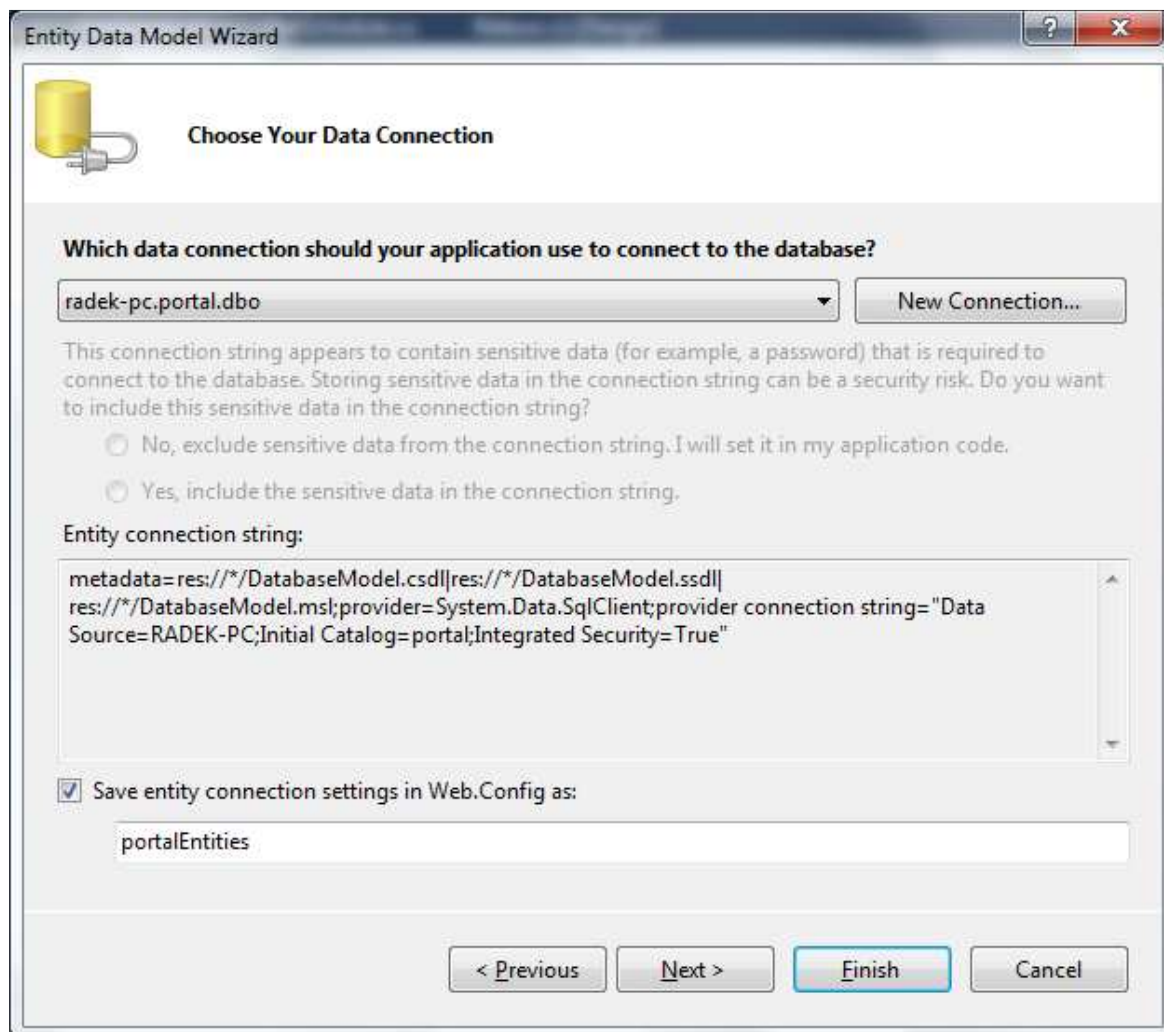 Entity Data Model Wizard
Choose Your Data Connection
Which data connection should your application use to connect to the database?
radek-pc.portal.dbo
New Connection...
This connection string appears to contain sensitive data (for example, a password) that is required to
connect to the database. Storing sensitive data in the connection string can be a security risk. Do you want
to include this sensitive data in the connection string?
No, exclude sensitive data from the connection string. I will set it in my application code.
Yes, include the sensitive data in the connection string.
Entity connection string:
metadata=res://*/DatabaseModel.csdl|res://*/DatabaseModel.ssdl|
res://*/DatabaseModel.msl;provider=System.Data.SqlClient;provider connection string="Data
Source=RADEK-PC;Initial Catalog=portal;Integrated Security=True"
Save entity connection settings in Web.Config as:
portalEntities
< Previous
Next >
Finish
Cancel